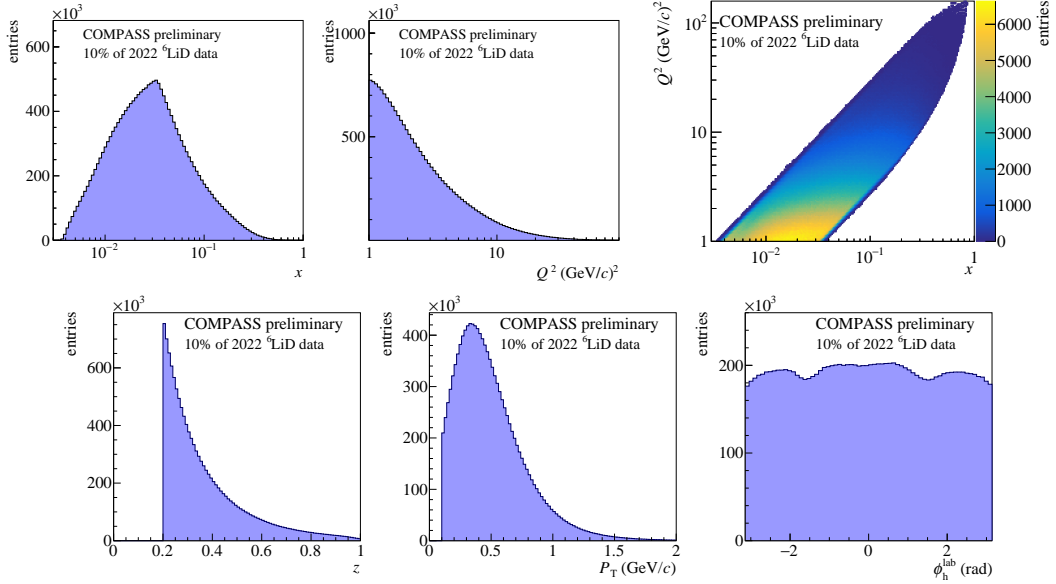 ×10³
entries
600
400
200
0
COMPASS preliminary
10% of 2022 ⁶LiD data
10⁻² 10⁻¹ 1
x
×10³
entries
1000
500
0
COMPASS preliminary
10% of 2022 ⁶LiD data
1 10
Q² (GeV/c)²
Q² (GeV/c)²
10²
10
1
COMPASS preliminary
10% of 2022 ⁶LiD data
10⁻² 10⁻¹ 1
x
entries
6000
5000
4000
3000
2000
1000
0
×10³
entries
600
400
200
0
COMPASS preliminary
10% of 2022 ⁶LiD data
0 0.2 0.4 0.6 0.8 1
z
×10³
entries
400
300
200
100
0
COMPASS preliminary
10% of 2022 ⁶LiD data
0 0.5 1 1.5 2
P_T (GeV/c)
×10³
entries
200
100
0
COMPASS preliminary
10% of 2022 ⁶LiD data
−2 0 2
ϕ_h^lab (rad)